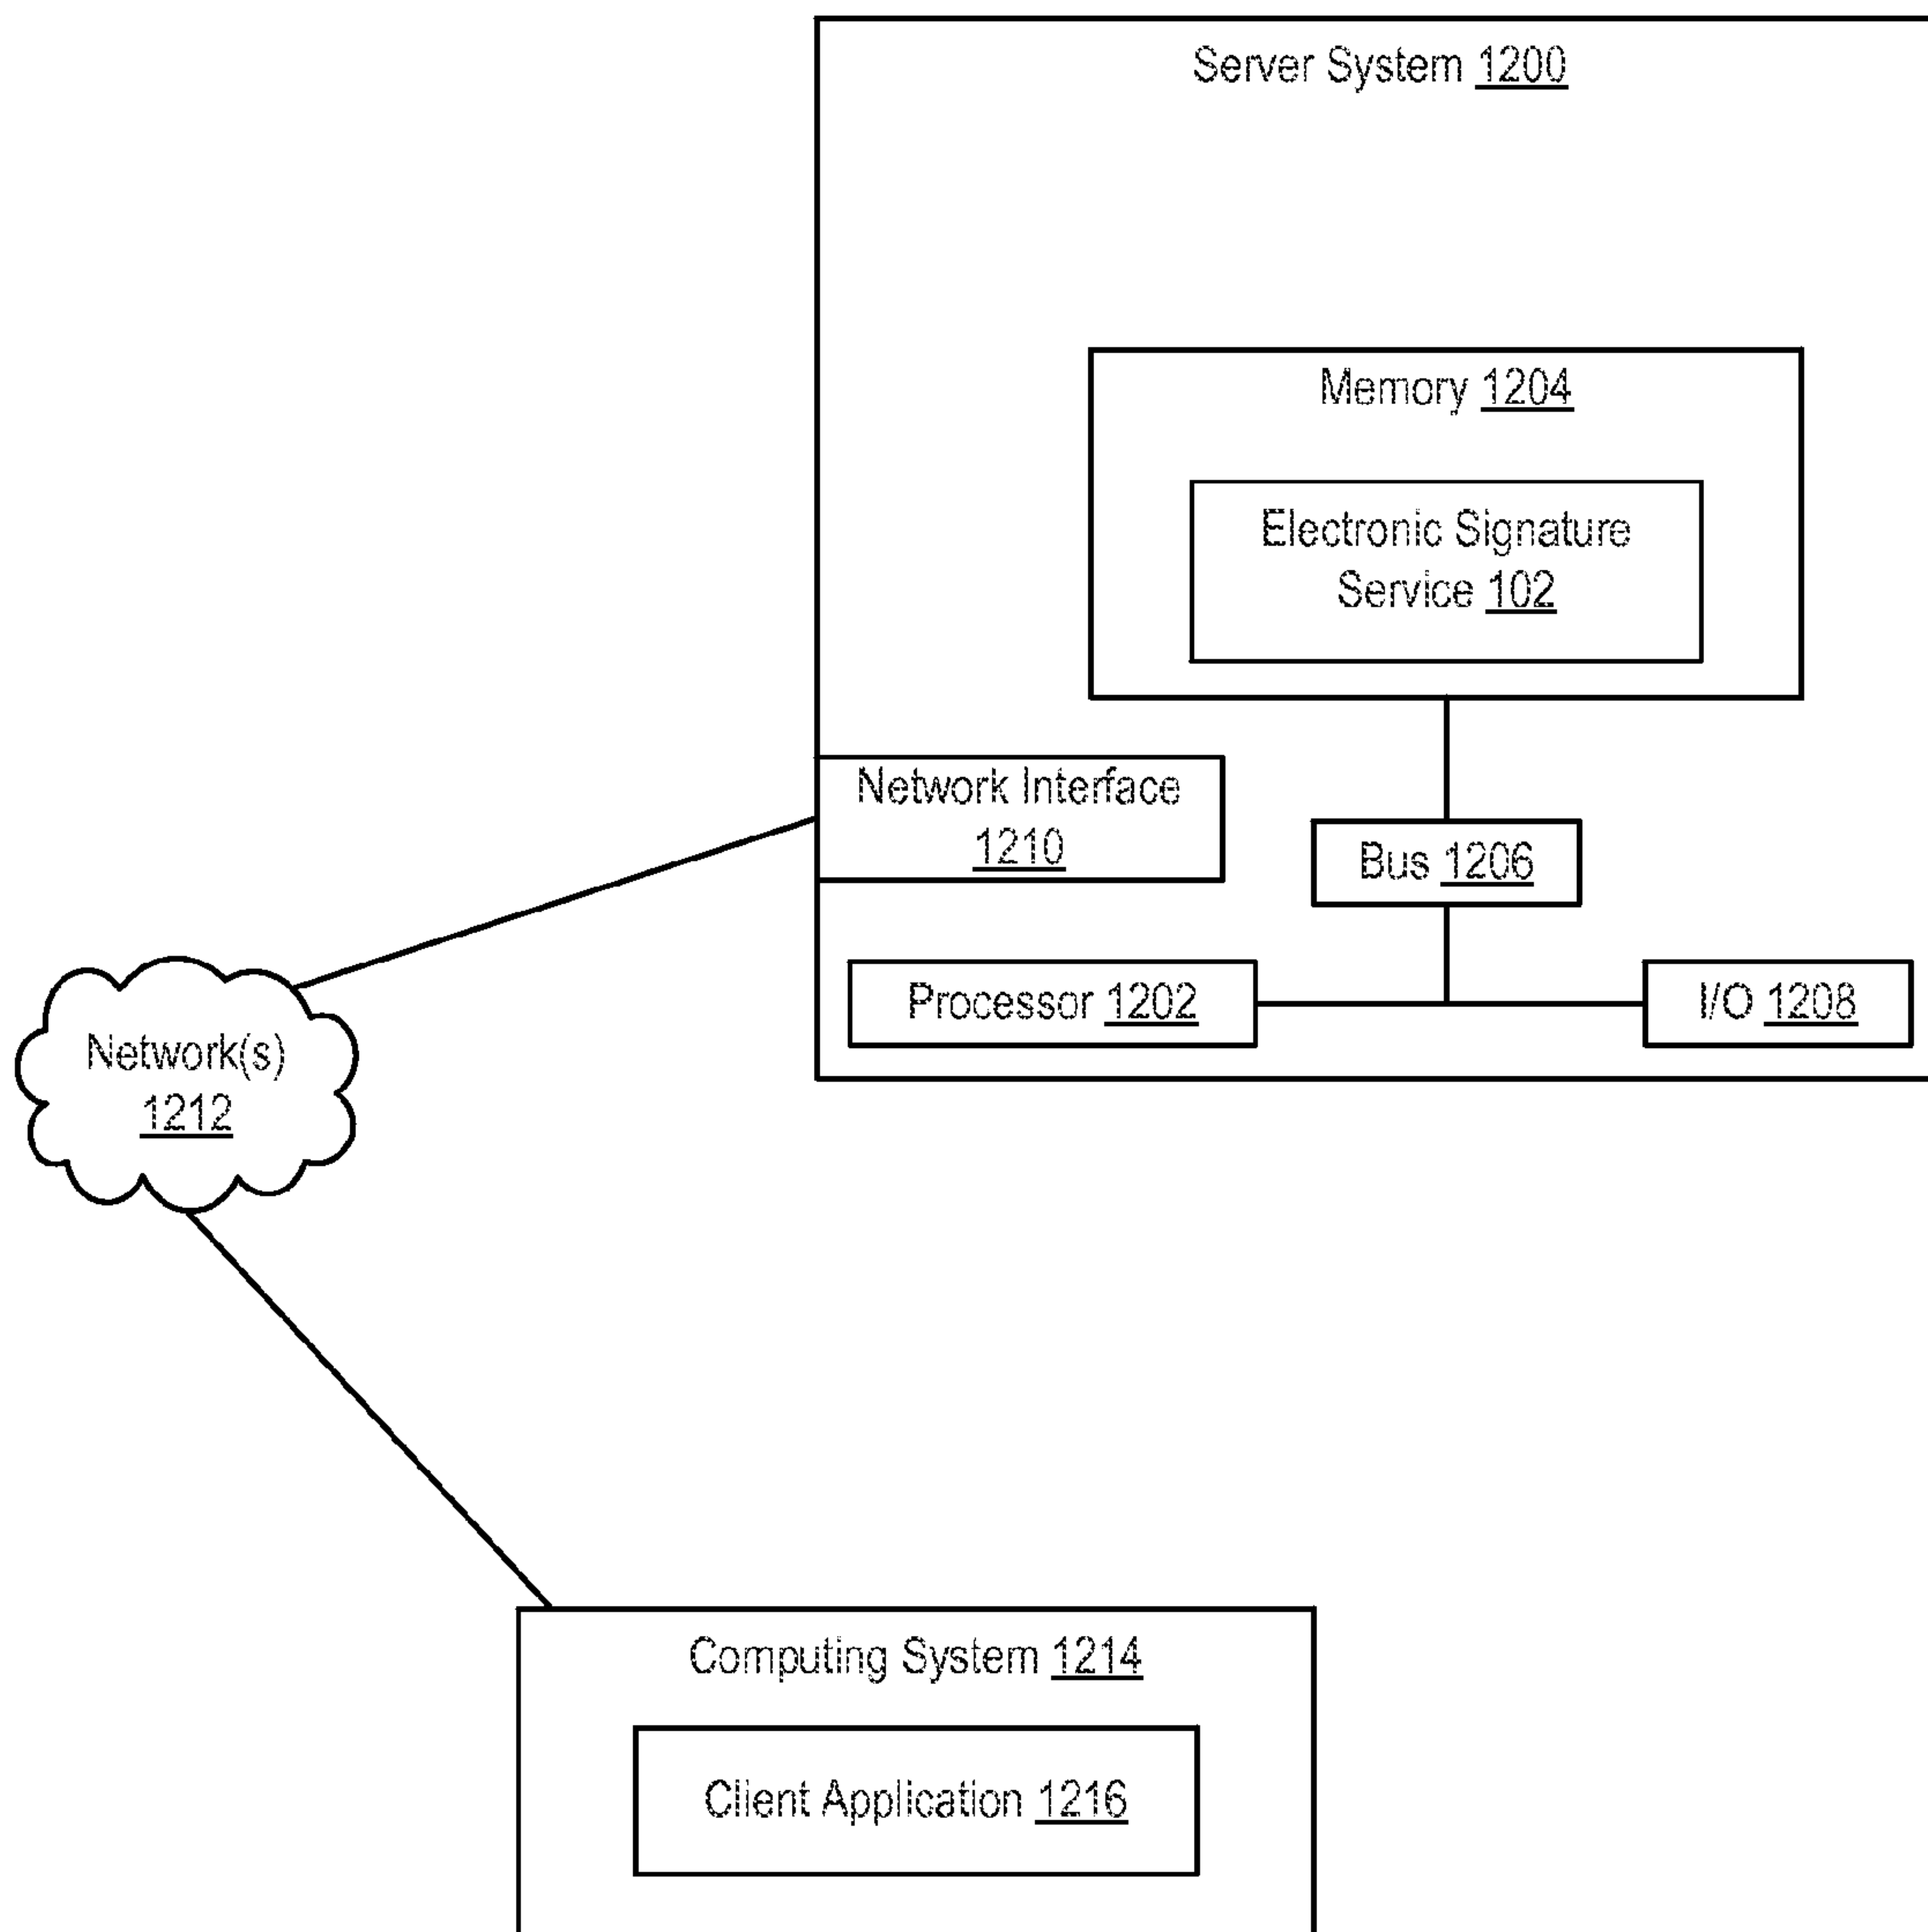 Server System 1200
Memory 1204
Electronic Signature
Service 102
Network Interface
1210
Bus 1206
Processor 1202
I/O 1208
Network(s)
1212
Computing System 1214
Client Application 1216